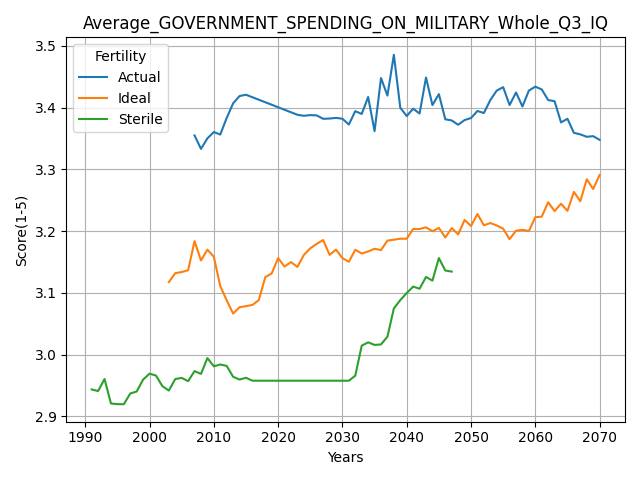 Average_GOVERNMENT_SPENDING_ON_MILITARY_Whole_Q3_IQ
Fertility
Actual
Ideal
Sterile
Score(1-5)
3.5
3.4
3.3
3.2
3.1
3.0
2.9
1990 2000 2010 2020 2030 2040 2050 2060 2070
Years